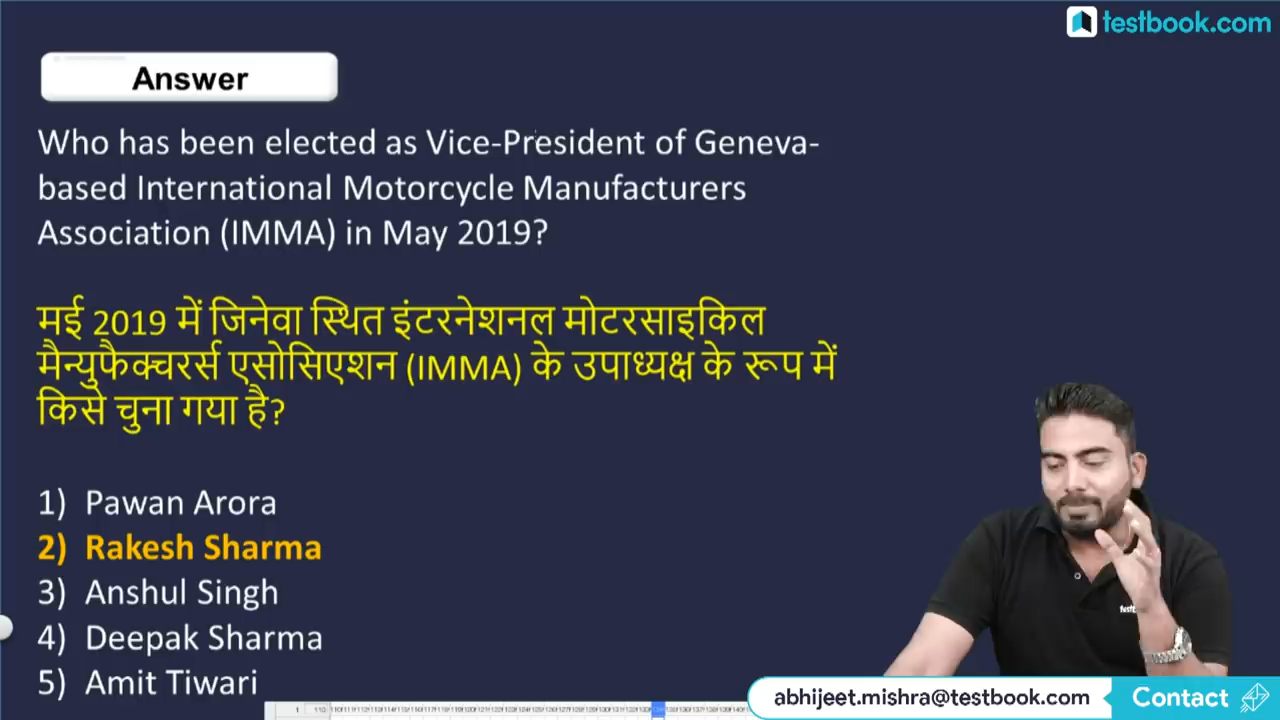 testbook.com
Answer
Who has been elected as Vice-President of Geneva-
based International Motorcycle Manufacturers
Association (IMMA) in May 2019?
मई 2019 में जिनेवा स्थित इंटरनेशनल मोटरसाइकिल
मैन्युफैक्चरर्स एसोसिएशन (IMMA) के उपाध्यक्ष के रूप में
किसे चुना गया है?
1) Pawan Arora
2) Rakesh Sharma
3) Anshul Singh
4) Deepak Sharma
5) Amit Tiwari
abhijeet.mishra@testbook.com
Contact